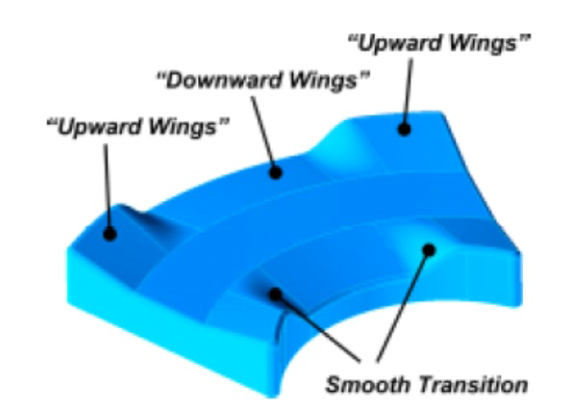 “Upward Wings”
“Downward Wings”
“Upward Wings”
Smooth Transition